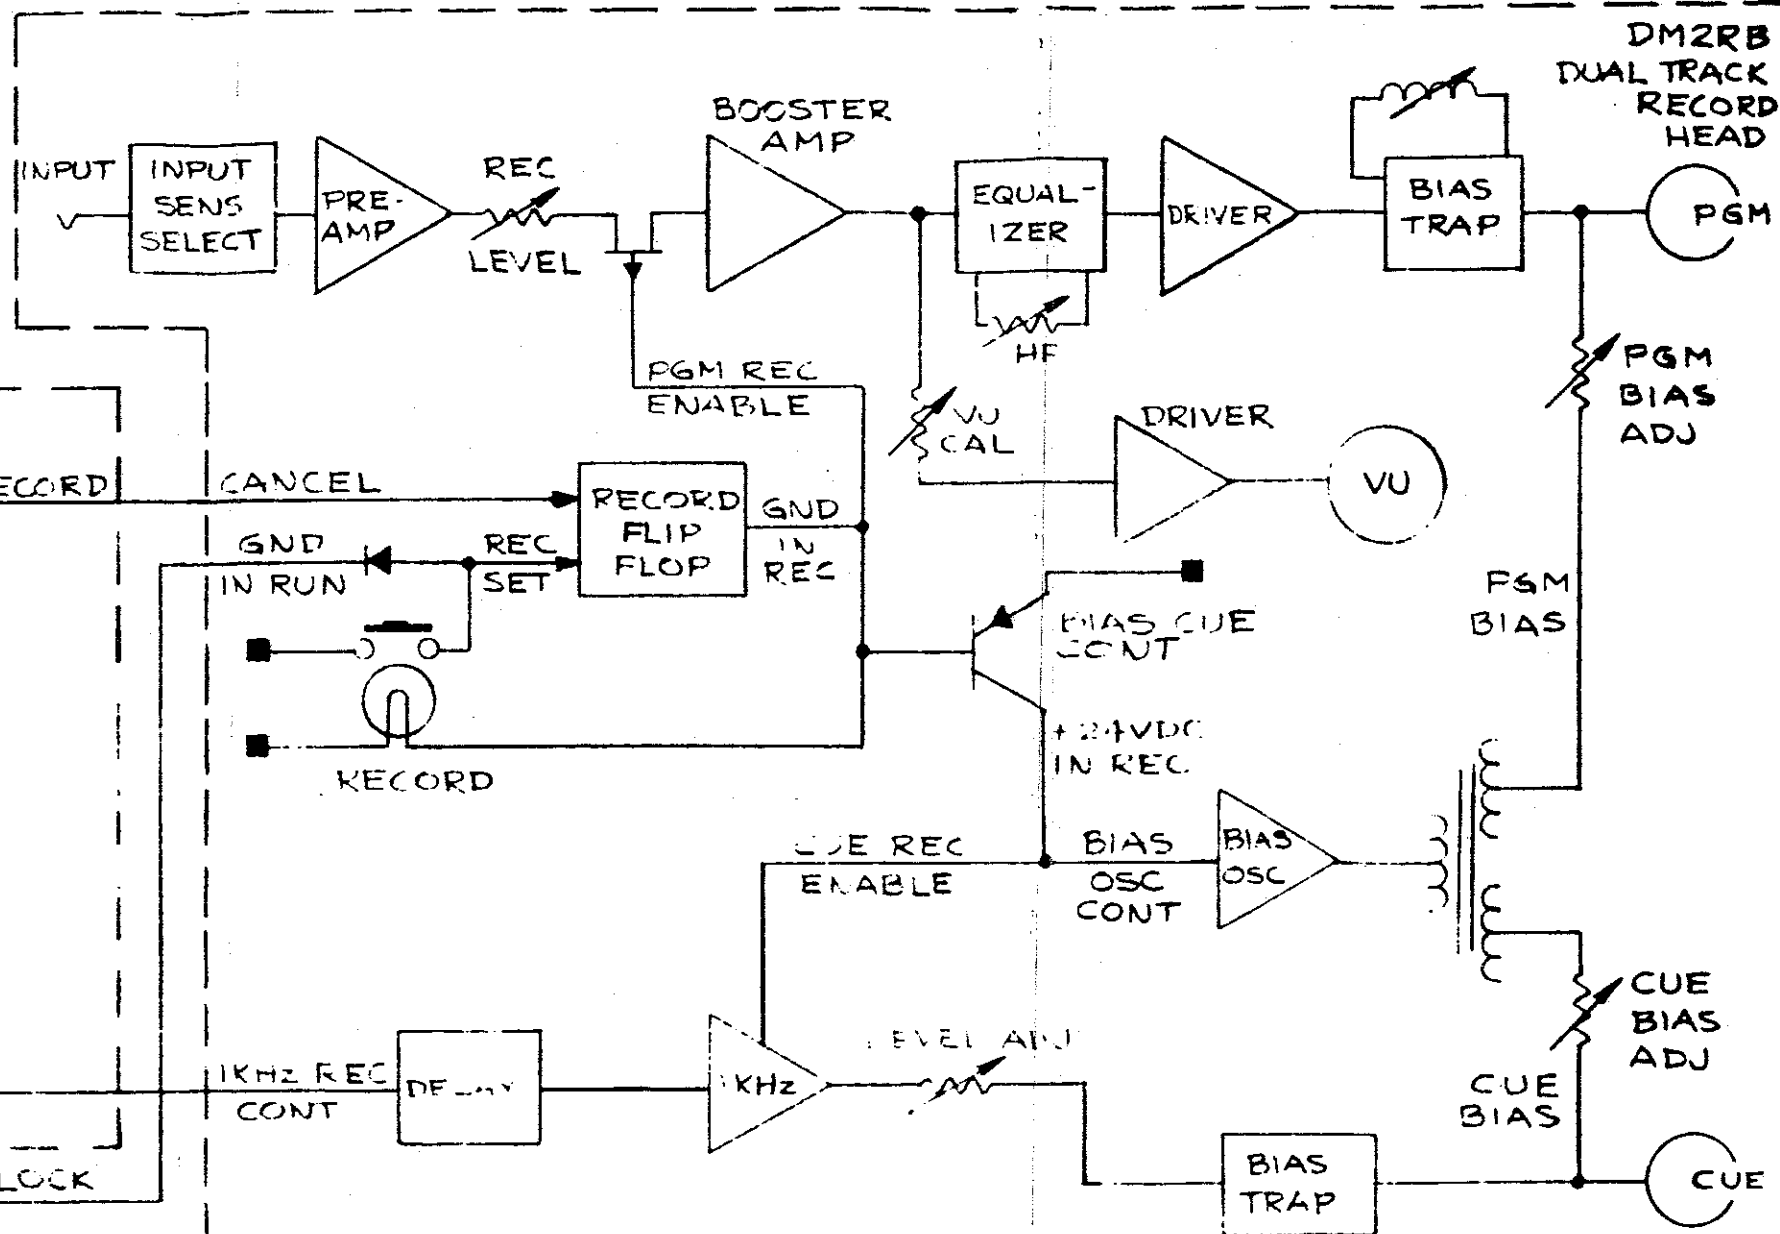 DM2RB
DUAL TRACK
RECORD
HEAD
BOOSTER
AMP
INPUT
INPUT
SENS
SELECT
PRE-
AMP
REC
LEVEL
EQUAL-
IZER
HF
DRIVER
BIAS
TRAP
PGM
PGM REC
ENABLE
VU
CAL
DRIVER
VU
PGM
BIAS
ADJ
CANCEL
RECORD
FLIP
FLOP
GND
IN
REC
GND
IN RUN
REC
SET
BIAS CUE
CONT
PGM
BIAS
RECORD
+24VDC
IN REC
CUE REC
ENABLE
BIAS
OSC
CONT
BIAS
OSC
CUE
BIAS
ADJ
LEVEL ADJ
1KHz REC
CONT
DELAY
1KHz
CUE
BIAS
LOCK
BIAS
TRAP
CUE